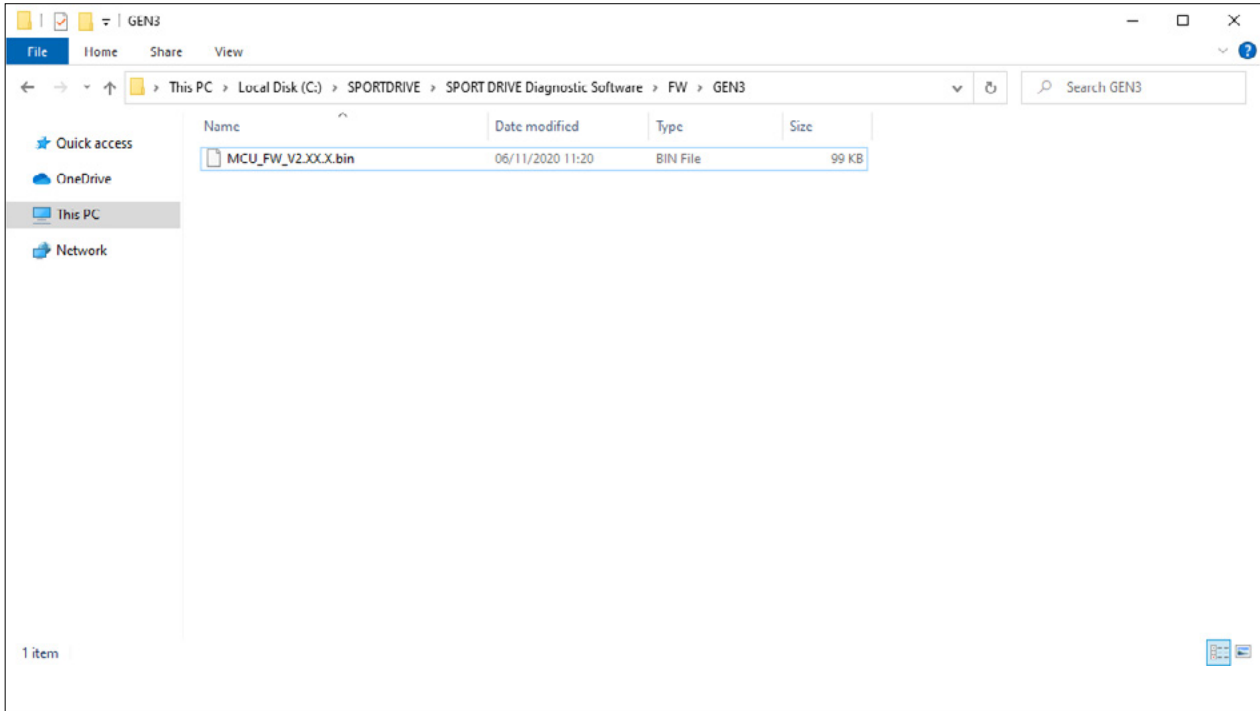 GEN3
File Home Share View
This PC > Local Disk (C:) > SPORTDRIVE > SPORT DRIVE Diagnostic Software > FW > GEN3
Search GEN3
Name Date modified Type Size
Quick access
MCU_FW_V2.XX.X.bin 06/11/2020 11:20 BIN File 99 KB
OneDrive
This PC
Network
1 item